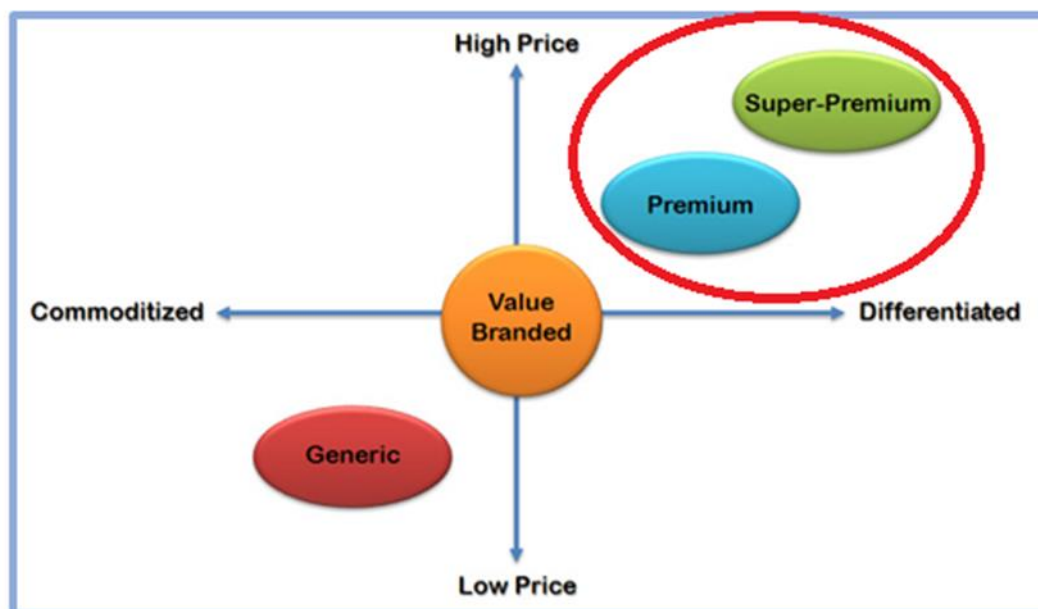 High Price
Super-Premium
Premium
Commoditized
Value
Branded
Differentiated
Generic
Low Price